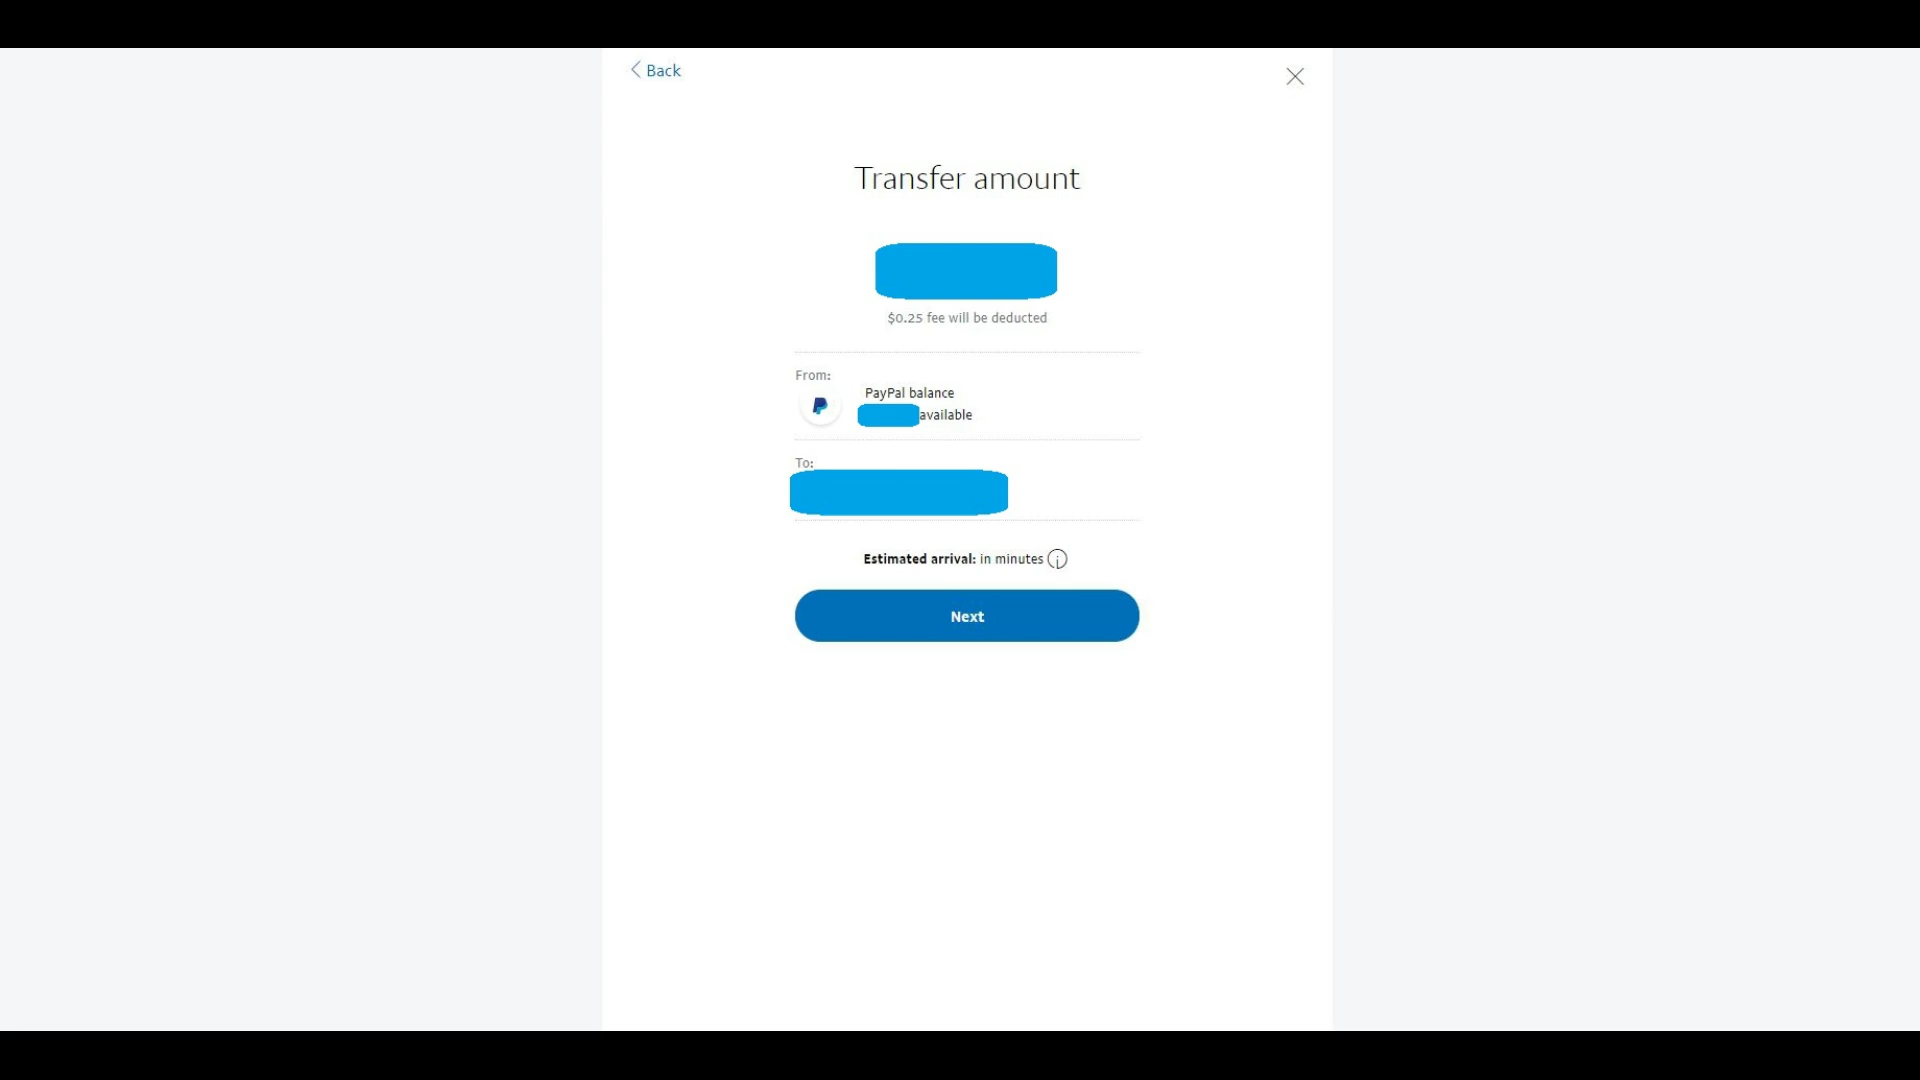 Back
Transfer amount
$0.25 fee will be deducted
From:
PayPal balance
available
To:
Estimated arrival: in minutes
Next